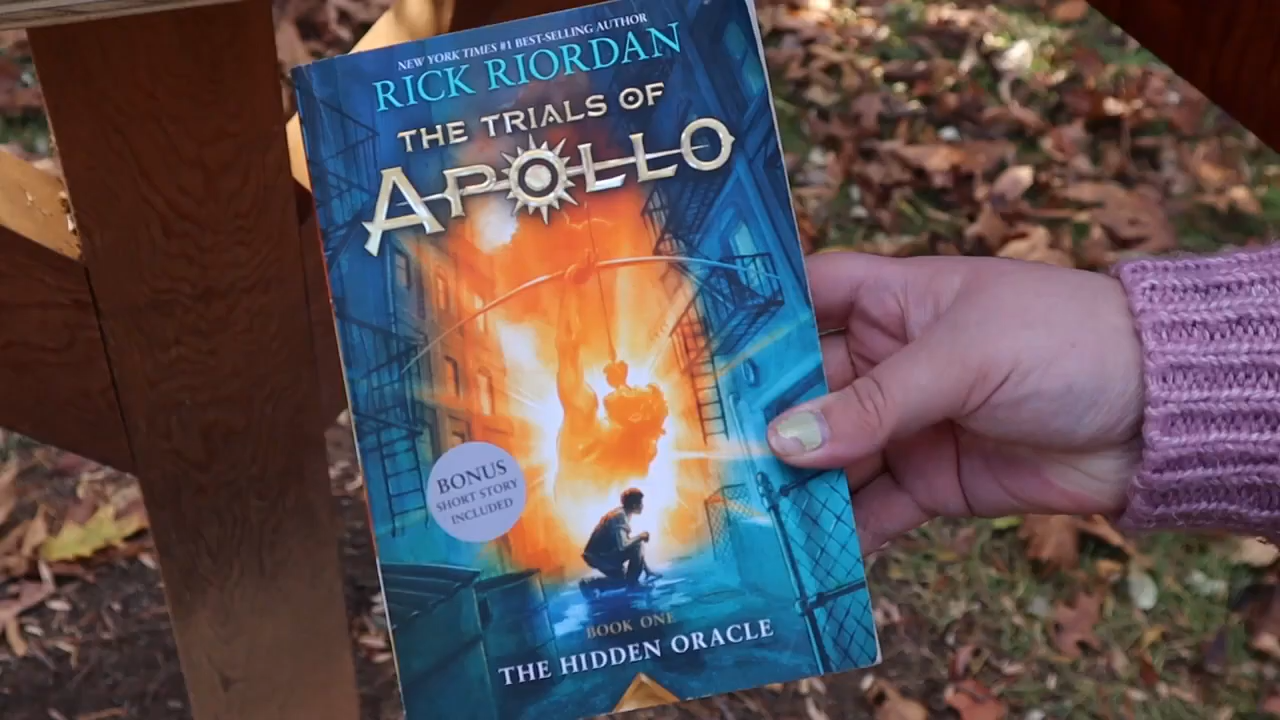 NEW YORK TIMES #1 BEST-SELLING AUTHOR
RICK RIORDAN
THE TRIALS OF
APOLLO
BONUS
SHORT STORY
INCLUDED
BOOK ONE
THE HIDDEN ORACLE